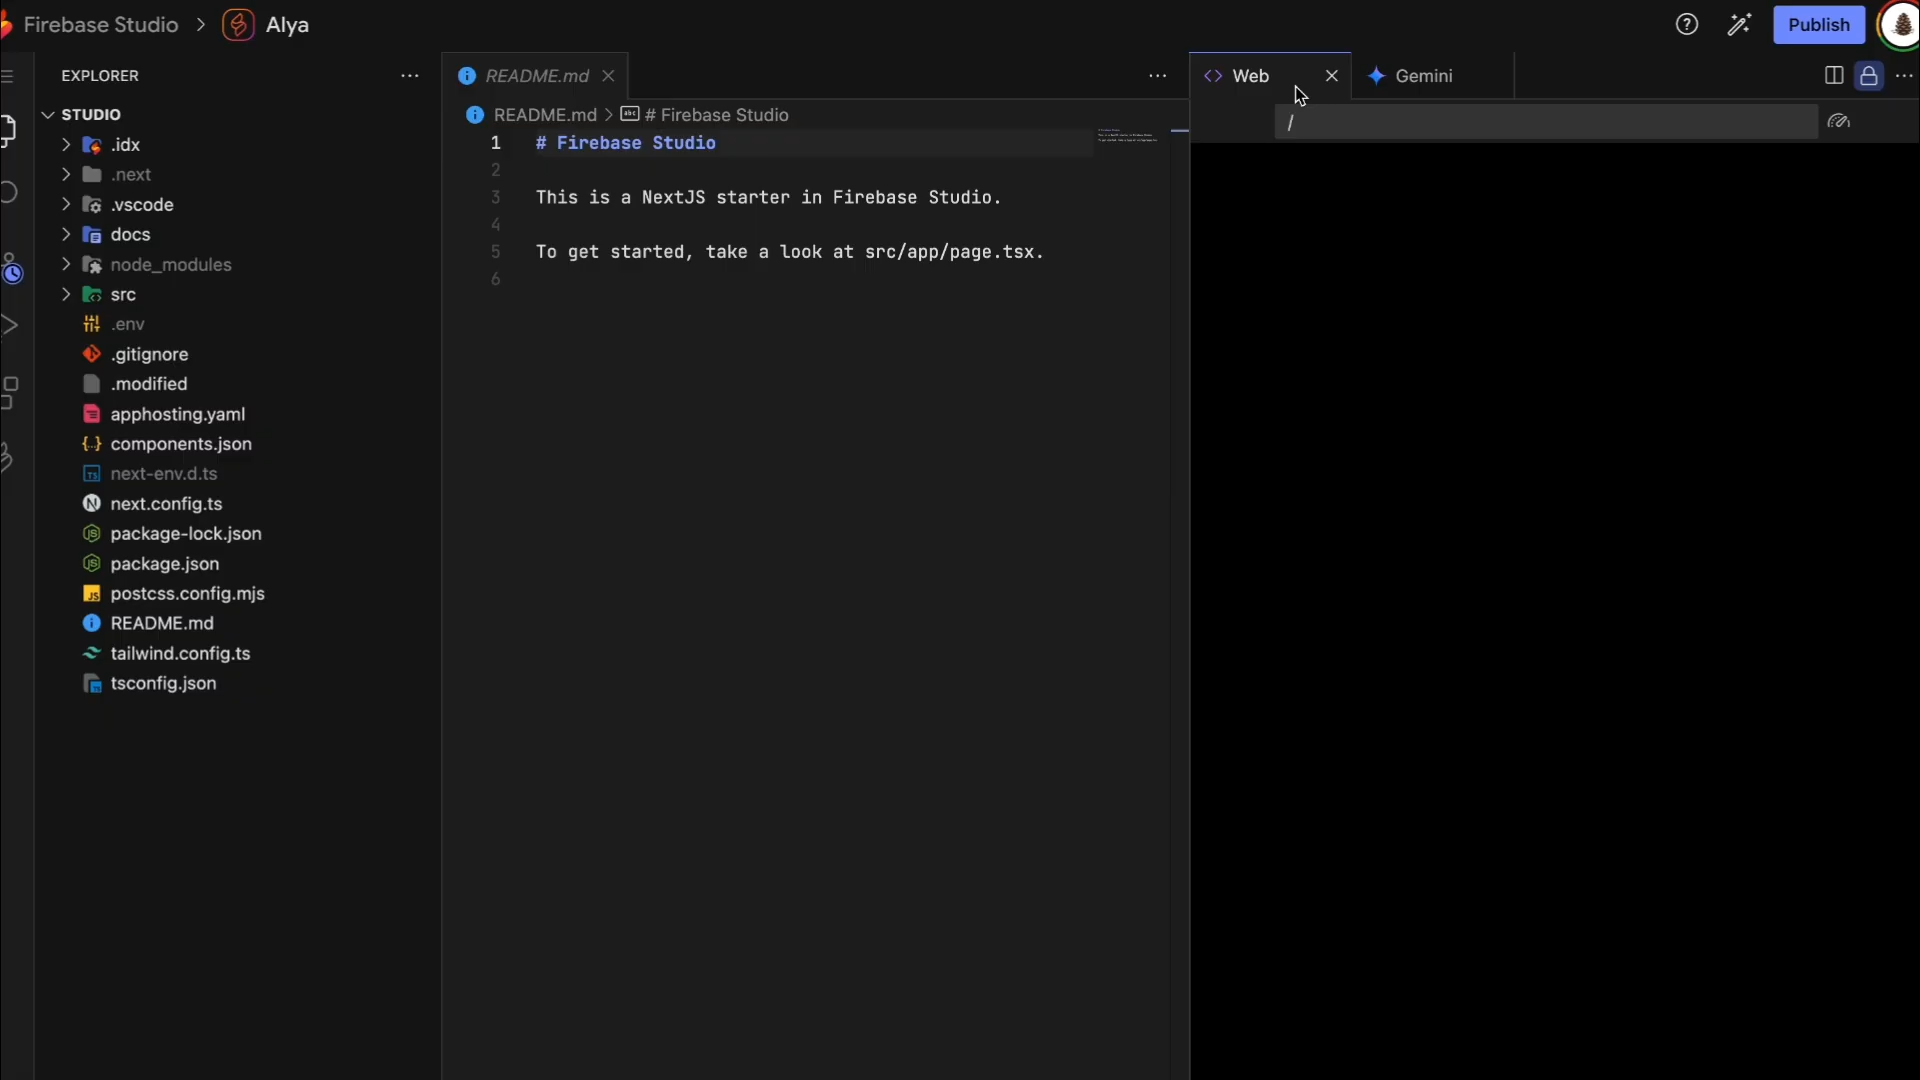 Firebase Studio > Alya
Publish
EXPLORER
STUDIO
.idx
.next
.vscode
docs
node_modules
src
.env
.gitignore
.modified
apphosting.yaml
components.json
next-env.d.ts
next.config.ts
package-lock.json
package.json
postcss.config.mjs
README.md
tailwind.config.ts
tsconfig.json
README.md
README.md > # Firebase Studio
1 # Firebase Studio
2
3 This is a NextJS starter in Firebase Studio.
4
5 To get started, take a look at src/app/page.tsx.
6
Web
Gemini
/